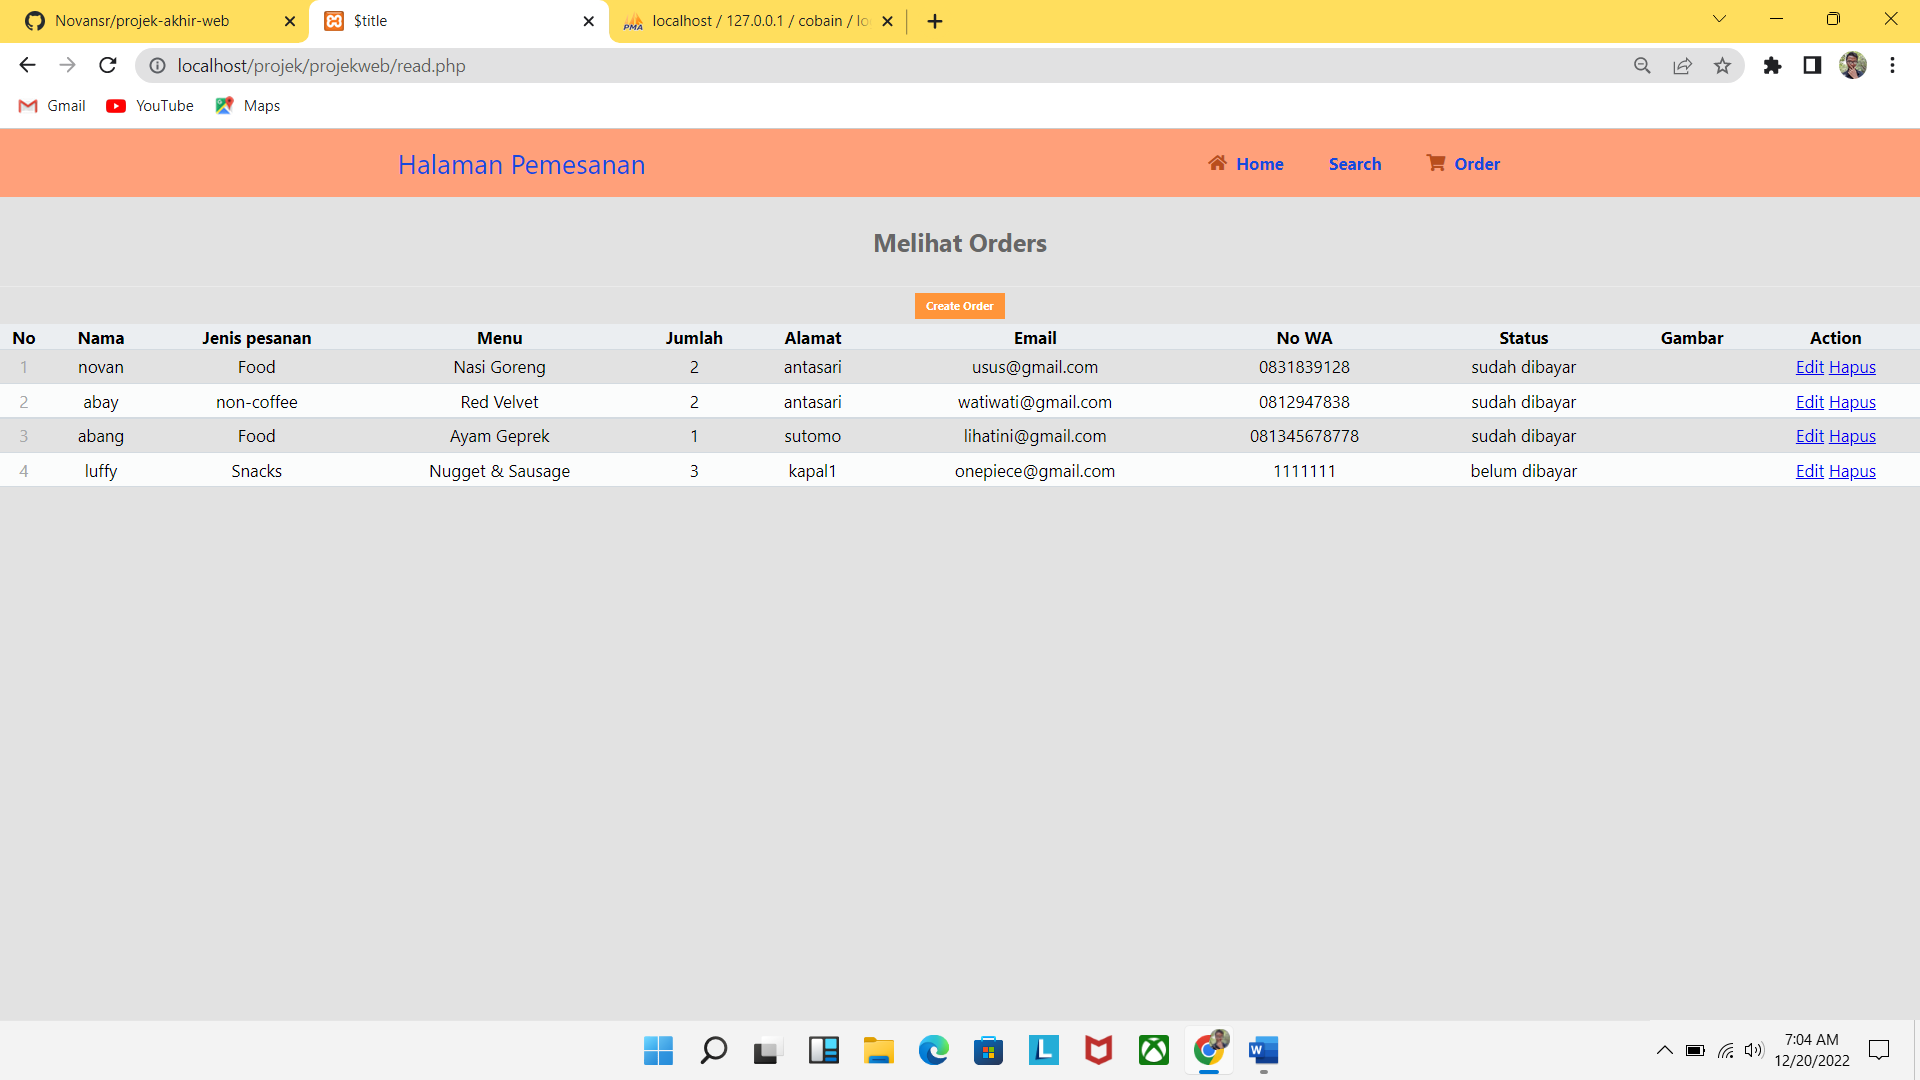 Novansr/projek-akhir-web
$title
localhost / 127.0.0.1 / cobain / lo
localhost/projek/projekweb/read.php
Gmail YouTube Maps
Halaman Pemesanan
Home Search Order
Melihat Orders
Create Order
No Nama Jenis pesanan Menu Jumlah Alamat Email No WA Status Gambar Action
1 novan Food Nasi Goreng 2 antasari usus@gmail.com 0831839128 sudah dibayar Edit Hapus
2 abay non-coffee Red Velvet 2 antasari watiwati@gmail.com 0812947838 sudah dibayar Edit Hapus
3 abang Food Ayam Geprek 1 sutomo lihatini@gmail.com 081345678778 sudah dibayar Edit Hapus
4 luffy Snacks Nugget & Sausage 3 kapal1 onepiece@gmail.com 1111111 belum dibayar Edit Hapus
7:04 AM
12/20/2022